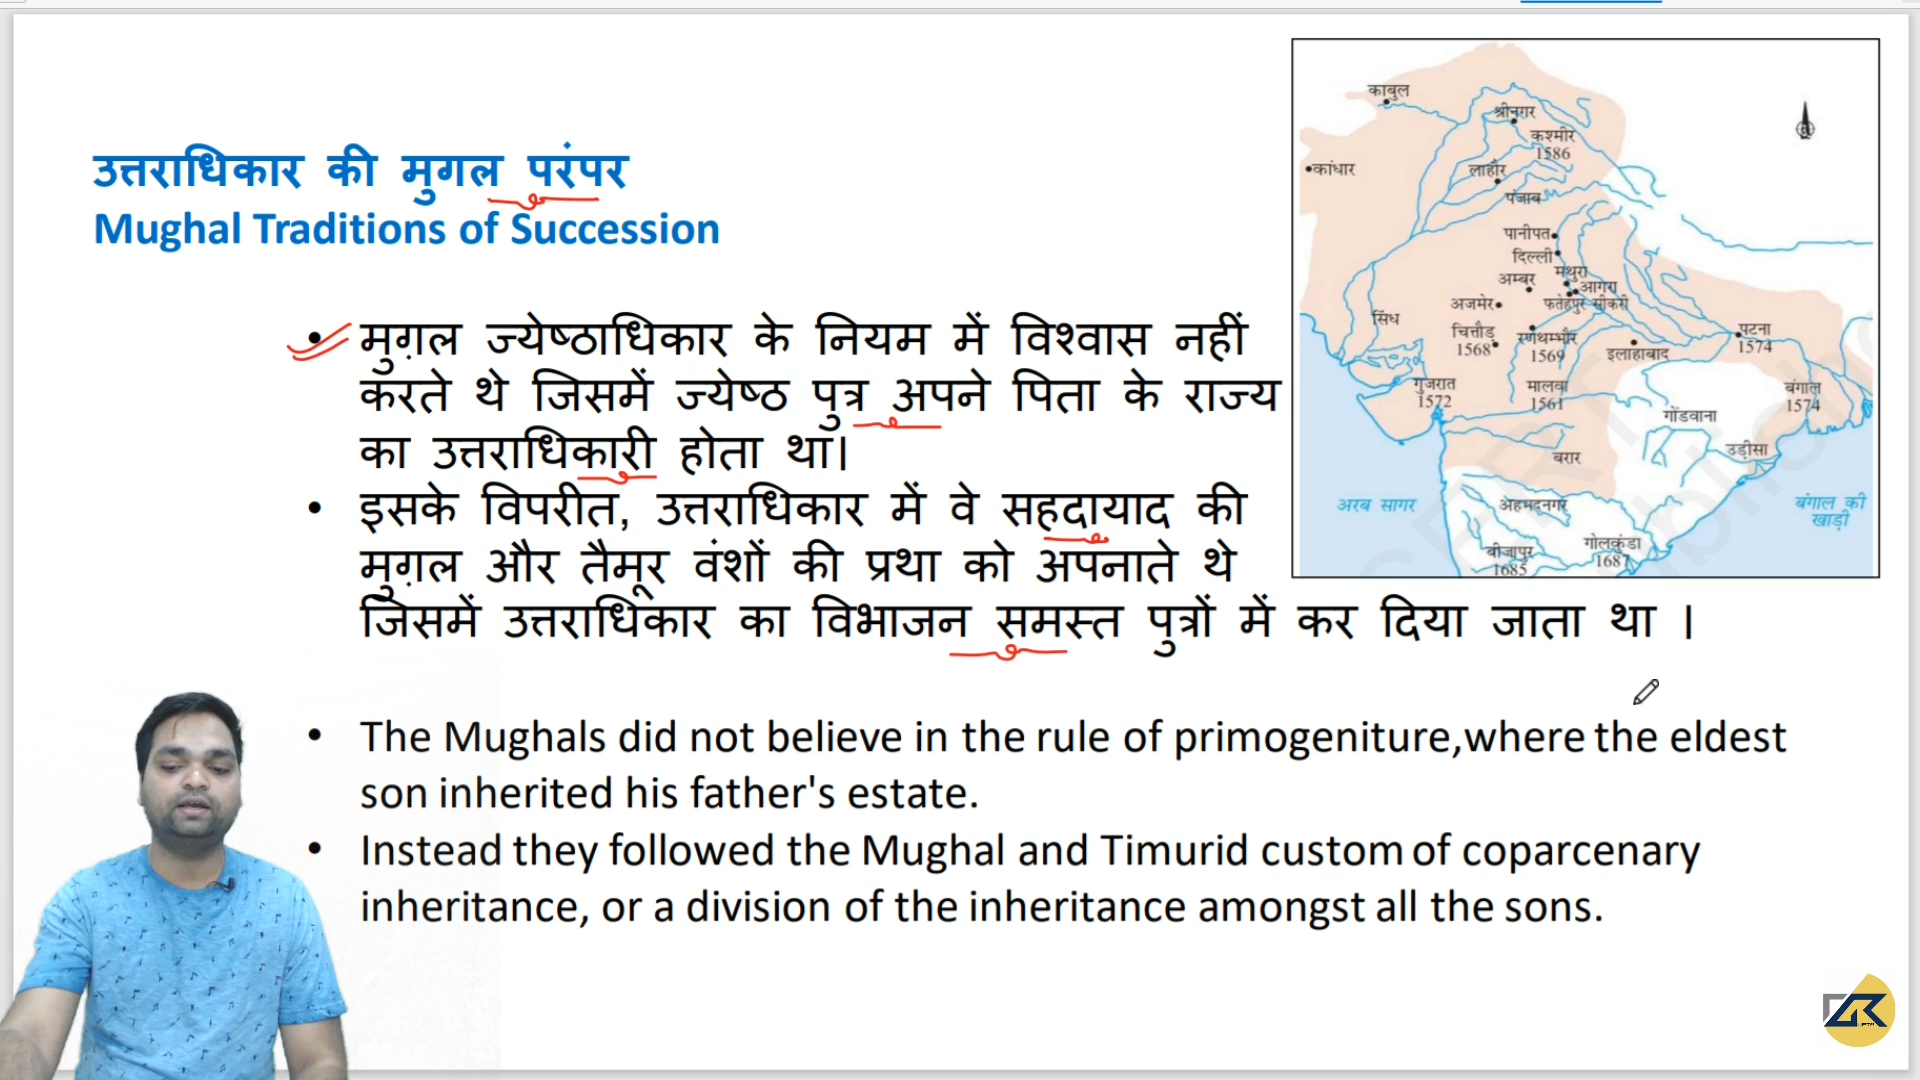 उत्तराधिकार की मुगल परंपर
Mughal Traditions of Succession
• मुग़ल ज्येष्ठाधिकार के नियम में विश्वास नहीं
करते थे जिसमें ज्येष्ठ पुत्र अपने पिता के राज्य
का उत्तराधिकारी होता था।
• इसके विपरीत, उत्तराधिकार में वे सहदायाद की
मुग़ल और तैमूर वंशों की प्रथा को अपनाते थे
जिसमें उत्तराधिकार का विभाजन समस्त पुत्रों में कर दिया जाता था ।
• The Mughals did not believe in the rule of primogeniture,where the eldest
son inherited his father's estate.
• Instead they followed the Mughal and Timurid custom of coparcenary
inheritance, or a division of the inheritance amongst all the sons.
काबुल
श्रीनगर
कश्मीर
1586
कांधार
लाहौर
पंजाब
पानीपत
दिल्ली
मथुरा
अम्बर
आगरा
अजमेर
फतेहपुर सीकरी
सिंध
चित्तौड़
1568
रणथम्भौर
1569
इलाहाबाद
पटना
1574
गुजरात
1572
मालवा
1561
बंगाल
1574
गोंडवाना
उड़ीसा
बरार
अरब सागर
अहमदनगर
बंगाल की
खाड़ी
गोलकुंडा
1687
बीजापुर
1685